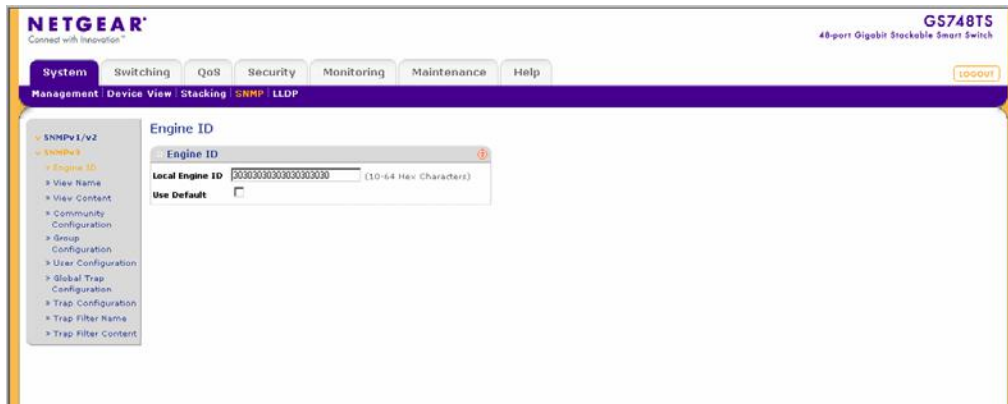 NETGEAR®
Connect with Innovation™
GS748TS
48-port Gigabit Stackable Smart Switch
System Switching QoS Security Monitoring Maintenance Help
LOGOUT
Management Device View Stacking SNMP LLDP
SNMPv1/v2
SNMPv3
Engine ID
View Name
View Content
Community
Configuration
Group
Configuration
User Configuration
Global Trap
Configuration
Trap Configuration
Trap Filter Name
Trap Filter Content
Engine ID
Engine ID
Local Engine ID (10-64 Hex Characters)
Use Default